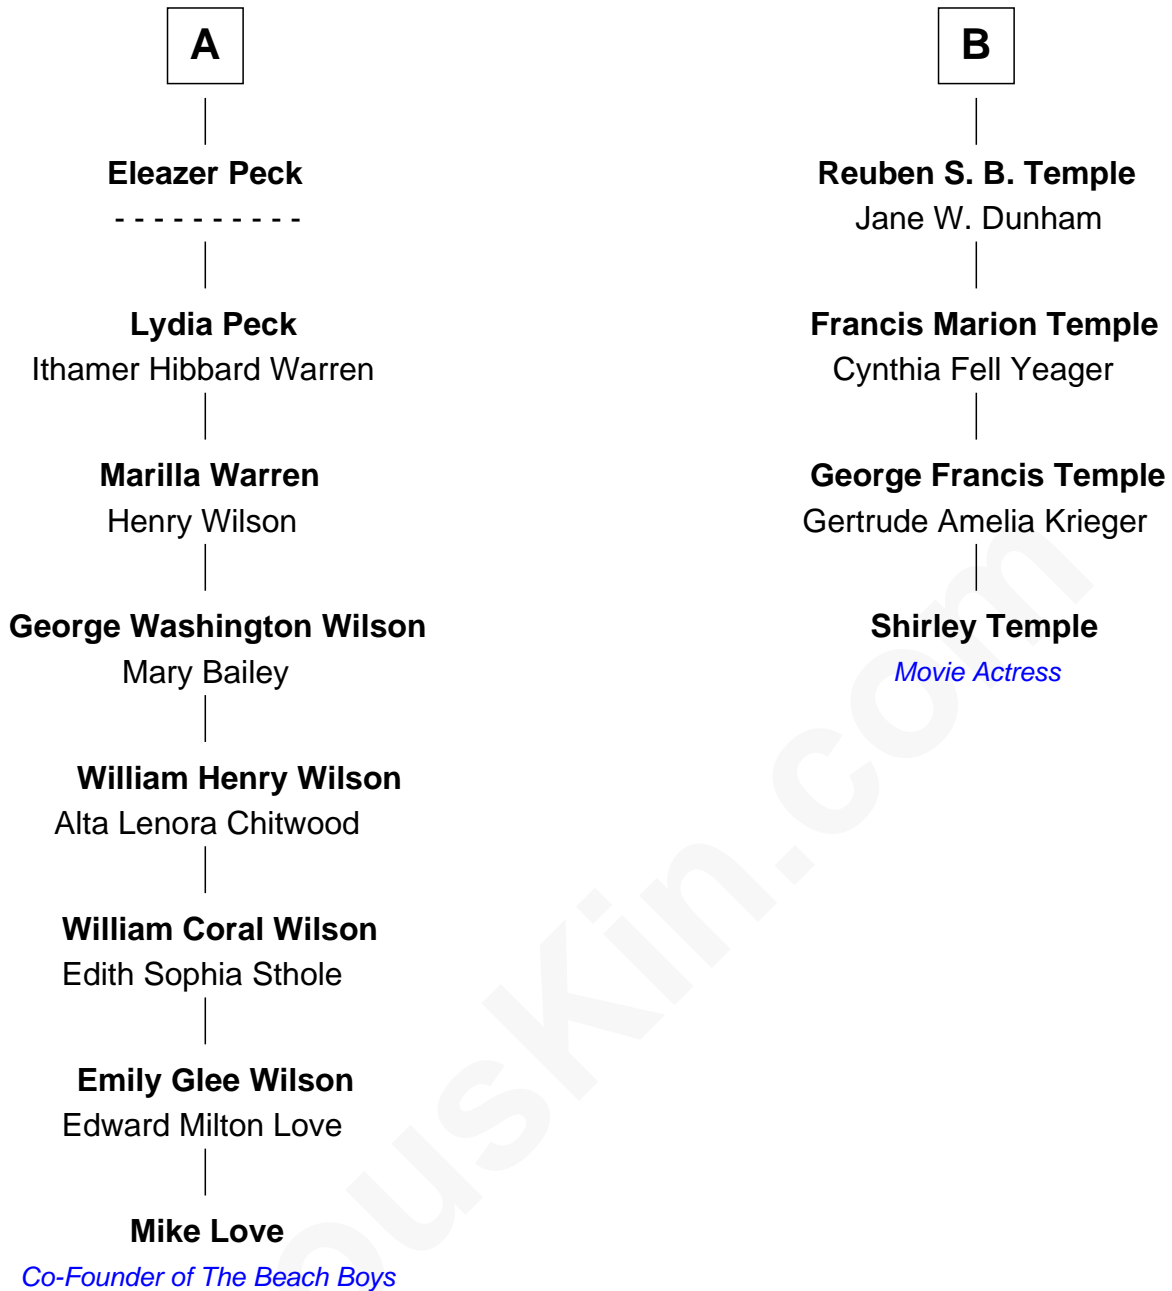 A
Eleazer Peck
- - - - - - - - - -
Lydia Peck
Ithamer Hibbard Warren
Marilla Warren
Henry Wilson
George Washington Wilson
Mary Bailey
William Henry Wilson
Alta Lenora Chitwood
William Coral Wilson
Edith Sophia Sthole
Emily Glee Wilson
Edward Milton Love
Mike Love
Co-Founder of The Beach Boys
B
Reuben S. B. Temple
Jane W. Dunham
Francis Marion Temple
Cynthia Fell Yeager
George Francis Temple
Gertrude Amelia Krieger
Shirley Temple
Movie Actress
ousKin.com